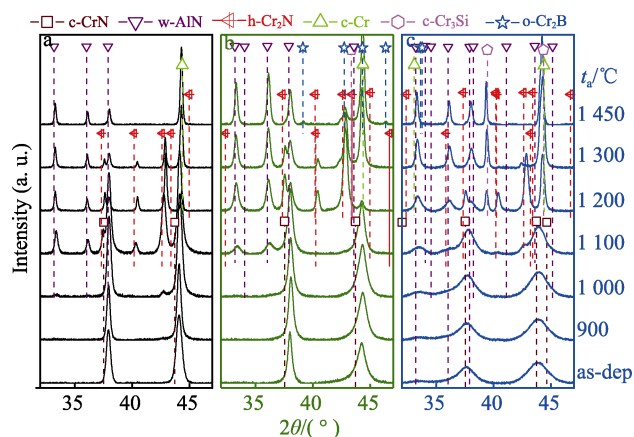 c-CrN w-AlN h-Cr₂N c-Cr c-Cr₃Si o-Cr₂B
a b c
tₐ/℃
1 450
1 300
1 200
1 100
1 000
900
as-dep
Intensity (a. u.)
35 40 45 35 40 45 35 40 45
2θ/( ° )